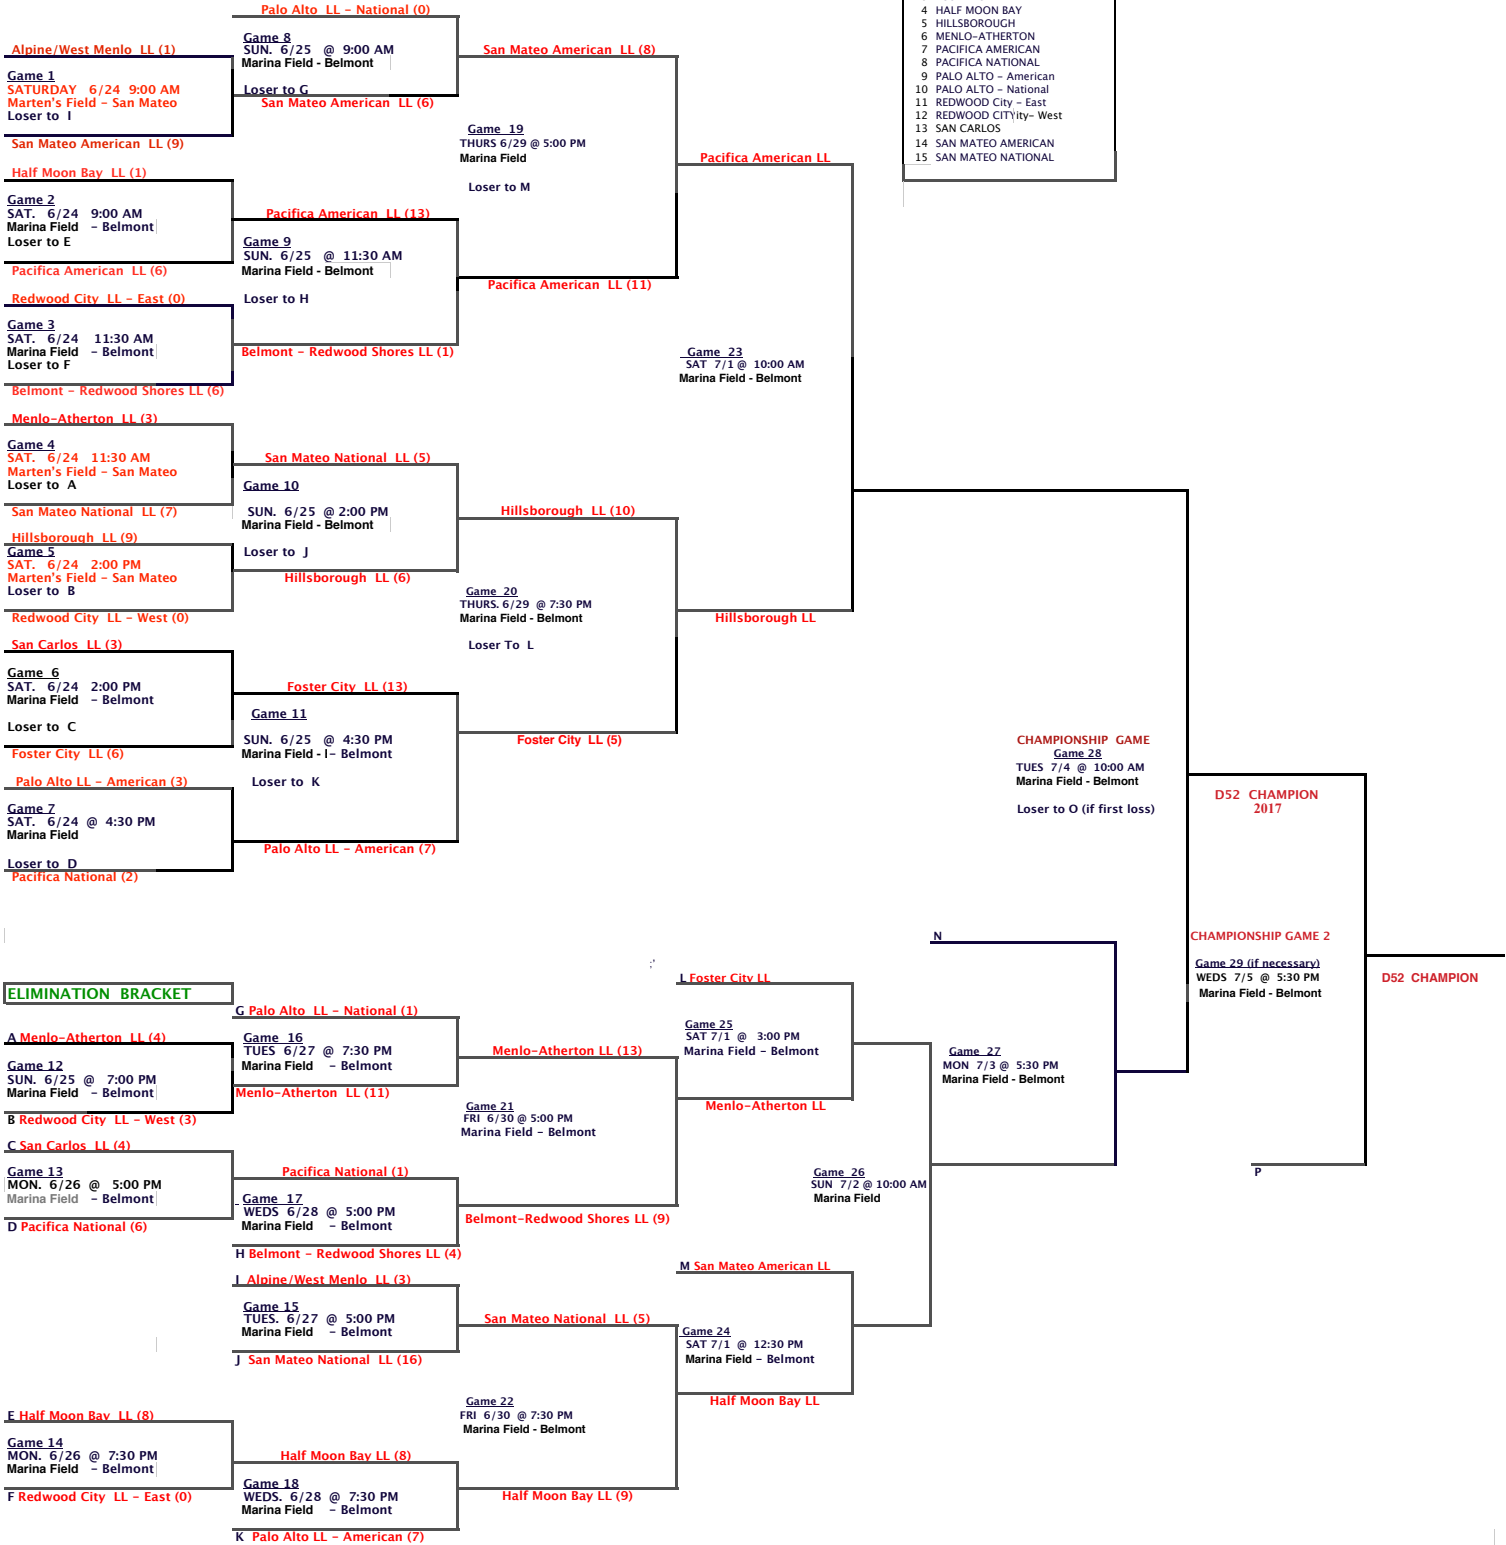 Palo Alto LL – National (0)
Alpine/West Menlo LL (1)
Game 8
SUN. 6/25 @ 9:00 AM
Marina Field - Belmont
San Mateo American LL (8)
Game 1
SATURDAY 6/24 9:00 AM
Marten's Field – San Mateo
Loser to I
Loser to G
San Mateo American LL (6)
San Mateo American LL (9)
Game 19
THURS 6/29 @ 5:00 PM
Marina Field
Loser to M
Pacifica American LL
4 HALF MOON BAY
5 HILLSBOROUGH
6 MENLO-ATHERTON
7 PACIFICA AMERICAN
8 PACIFICA NATIONAL
9 PALO ALTO – American
10 PALO ALTO – National
11 REDWOOD City – East
12 REDWOOD CITYity– West
13 SAN CARLOS
14 SAN MATEO AMERICAN
15 SAN MATEO NATIONAL
Half Moon Bay LL (1)
Game 2
SAT. 6/24 9:00 AM
Marina Field – Belmont
Loser to E
Pacifica American LL (6)
Pacifica American LL (13)
Game 9
SUN. 6/25 @ 11:30 AM
Marina Field - Belmont
Loser to H
Pacifica American LL (11)
Redwood City LL – East (0)
Game 3
SAT. 6/24 11:30 AM
Marina Field – Belmont
Loser to F
Belmont – Redwood Shores LL (6)
Belmont – Redwood Shores LL (1)
Game 23
SAT 7/1 @ 10:00 AM
Marina Field - Belmont
Menlo-Atherton LL (3)
Game 4
SAT. 6/24 11:30 AM
Marten's Field – San Mateo
Loser to A
San Mateo National LL (7)
San Mateo National LL (5)
Game 10
SUN. 6/25 @ 2:00 PM
Marina Field - Belmont
Loser to J
Hillsborough LL (6)
Hillsborough LL (10)
Hillsborough LL (9)
Game 5
SAT. 6/24 2:00 PM
Marten's Field – San Mateo
Loser to B
Redwood City LL – West (0)
Game 20
THURS. 6/29 @ 7:30 PM
Marina Field - Belmont
Loser To L
Hillsborough LL
San Carlos LL (3)
Game 6
SAT. 6/24 2:00 PM
Marina Field – Belmont
Loser to C
Foster City LL (6)
Foster City LL (13)
Game 11
SUN. 6/25 @ 4:30 PM
Marina Field - l– Belmont
Loser to K
Foster City LL (5)
Palo Alto LL – American (3)
Game 7
SAT. 6/24 @ 4:30 PM
Marina Field
Loser to D
Pacifica National (2)
Palo Alto LL – American (7)
CHAMPIONSHIP GAME
Game 28
TUES 7/4 @ 10:00 AM
Marina Field - Belmont
Loser to O (if first loss)
D52 CHAMPION
2017
N
CHAMPIONSHIP GAME 2
Game 29 (if necessary)
WEDS 7/5 @ 5:30 PM
Marina Field - Belmont
D52 CHAMPION
;'
ELIMINATION BRACKET
A Menlo-Atherton LL (4)
Game 12
SUN. 6/25 @ 7:00 PM
Marina Field – Belmont
B Redwood City LL – West (3)
G Palo Alto LL – National (1)
Game 16
TUES 6/27 @ 7:30 PM
Marina Field – Belmont
Menlo-Atherton LL (11)
Menlo-Atherton LL (13)
L Foster City LL
Game 25
SAT 7/1 @ 3:00 PM
Marina Field – Belmont
Menlo-Atherton LL
Game 27
MON 7/3 @ 5:30 PM
Marina Field - Belmont
Game 21
FRI 6/30 @ 5:00 PM
Marina Field – Belmont
C San Carlos LL (4)
Game 13
MON. 6/26 @ 5:00 PM
Marina Field – Belmont
D Pacifica National (6)
Pacifica National (1)
Game 17
WEDS 6/28 @ 5:00 PM
Marina Field – Belmont
H Belmont – Redwood Shores LL (4)
Belmont-Redwood Shores LL (9)
Game 26
SUN 7/2 @ 10:00 AM
Marina Field
P
I Alpine/West Menlo LL (3)
Game 15
TUES. 6/27 @ 5:00 PM
Marina Field – Belmont
J San Mateo National LL (16)
San Mateo National LL (5)
M San Mateo American LL
Game 24
SAT 7/1 @ 12:30 PM
Marina Field – Belmont
Half Moon Bay LL
Game 22
FRI 6/30 @ 7:30 PM
Marina Field - Belmont
E Half Moon Bay LL (8)
Game 14
MON. 6/26 @ 7:30 PM
Marina Field – Belmont
F Redwood City LL – East (0)
Half Moon Bay LL (8)
Game 18
WEDS. 6/28 @ 7:30 PM
Marina Field – Belmont
K Palo Alto LL – American (7)
Half Moon Bay LL (9)